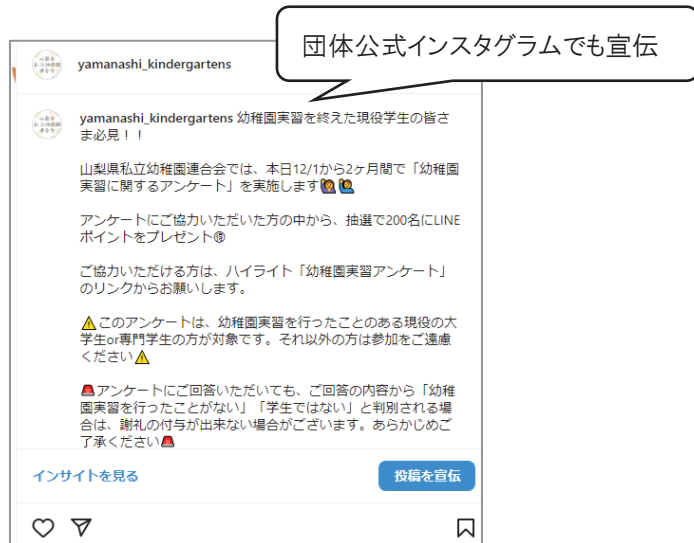 団体公式インスタグラムでも宣伝
yamanashi_kindergartens
yamanashi_kindergartens 幼稚園実習を終えた現役学生の皆さ
ま必見！！
山梨県私立幼稚園連合会では、本日12/1から2ヶ月間で「幼稚園
実習に関するアンケート」を実施します🙋🙋
アンケートにご協力いただいた方の中から、抽選で200名にLINE
ポイントをプレゼント🉐
ご協力いただける方は、ハイライト「幼稚園実習アンケート」
のリンクからお願いします。
⚠️このアンケートは、幼稚園実習を行ったことのある現役の大
学生or専門学生の方が対象です。それ以外の方は参加をご遠慮
ください⚠️
🚨アンケートにご回答いただいても、ご回答の内容から「幼稚
園実習を行ったことがない」「学生ではない」と判別される場
合は、謝礼の付与が出来ない場合がございます。あらかじめご
了承ください🚨
インサイトを見る
投稿を宣伝